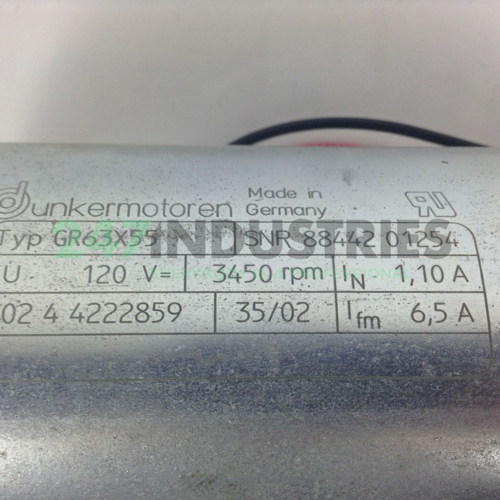 247 INDUSTRIES
dunkermotoren Made in Germany
Typ GR63X55 SNR 88442 01254
U 120 V= 3450 rpm IN 1,10 A
02 4 4222859 35/02 Ifm 6,5 A